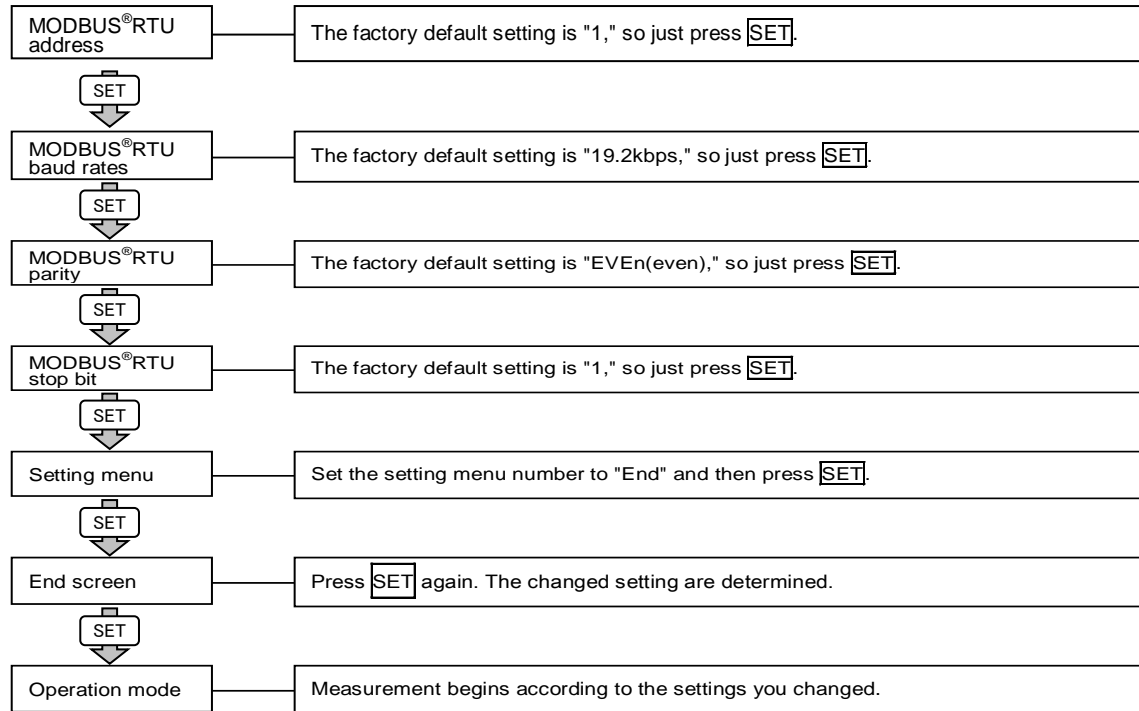 MODBUS®RTU
address
The factory default setting is "1," so just press SET.
SET
MODBUS®RTU
baud rates
The factory default setting is "19.2kbps," so just press SET.
SET
MODBUS®RTU
parity
The factory default setting is "EVEn(even)," so just press SET.
SET
MODBUS®RTU
stop bit
The factory default setting is "1," so just press SET.
SET
Setting menu
Set the setting menu number to "End" and then press SET.
SET
End screen
Press SET again. The changed setting are determined.
SET
Operation mode
Measurement begins according to the settings you changed.